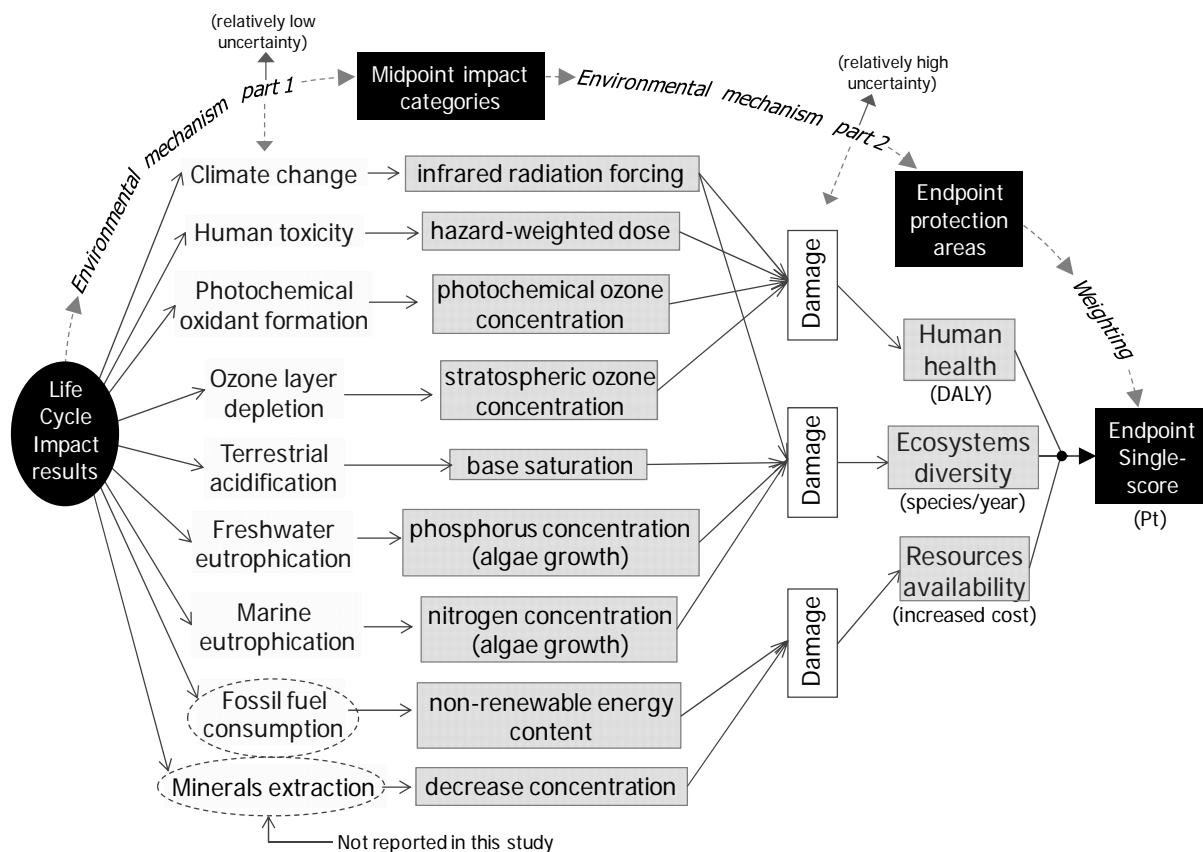 (relatively low
uncertainty)
Environmental mechanism part 1
Midpoint impact
categories
Environmental mechanism part 2
(relatively high
uncertainty)
Endpoint
protection
areas
Weighting
Life
Cycle
Impact
results
Climate change
infrared radiation forcing
Human toxicity
hazard-weighted dose
Photochemical
oxidant formation
photochemical ozone
concentration
Ozone layer
depletion
stratospheric ozone
concentration
Terrestrial
acidification
base saturation
Freshwater
eutrophication
phosphorus concentration
(algae growth)
Marine
eutrophication
nitrogen concentration
(algae growth)
Fossil fuel
consumption
non-renewable energy
content
Minerals extraction
decrease concentration
Not reported in this study
Damage
Damage
Damage
Human
health
(DALY)
Ecosystems
diversity
(species/year)
Resources
availability
(increased cost)
Endpoint
Single-
score
(Pt)